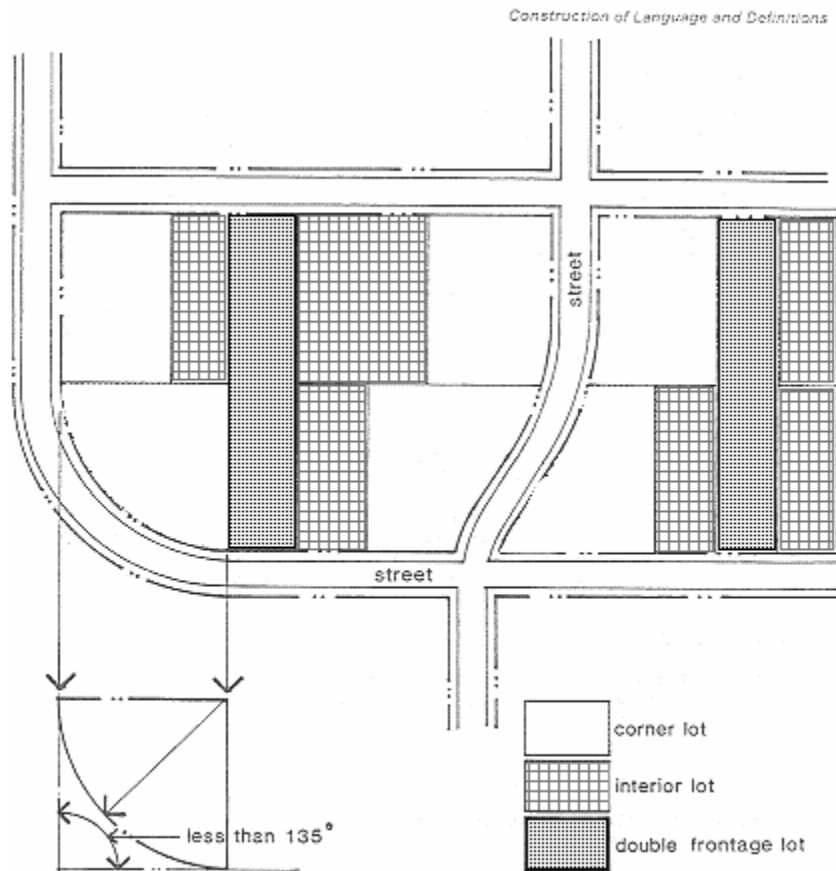 Construction of Language and Definitions
street
street
less than 135°
corner lot
interior lot
double frontage lot